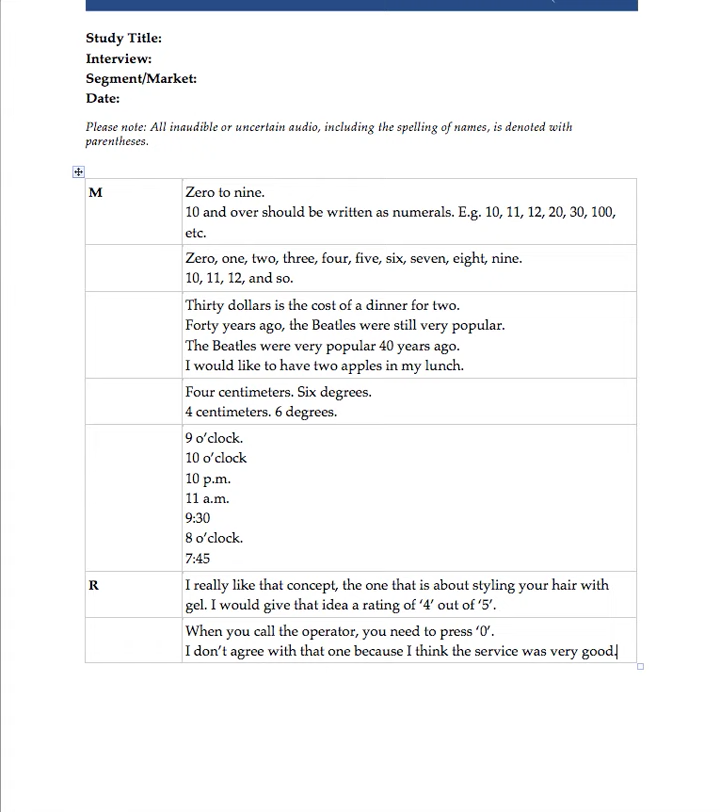 Study Title:
Interview:
Segment/Market:
Date:
Please note: All inaudible or uncertain audio, including the spelling of names, is denoted with
parentheses.
M
Zero to nine.
10 and over should be written as numerals. E.g. 10, 11, 12, 20, 30, 100,
etc.
Zero, one, two, three, four, five, six, seven, eight, nine.
10, 11, 12, and so.
Thirty dollars is the cost of a dinner for two.
Forty years ago, the Beatles were still very popular.
The Beatles were very popular 40 years ago.
I would like to have two apples in my lunch.
Four centimeters. Six degrees.
4 centimeters. 6 degrees.
9 o’clock.
10 o’clock
10 p.m.
11 a.m.
9:30
8 o’clock.
7:45
R
I really like that concept, the one that is about styling your hair with
gel. I would give that idea a rating of ‘4’ out of ‘5’.
When you call the operator, you need to press ‘0’.
I don’t agree with that one because I think the service was very good.